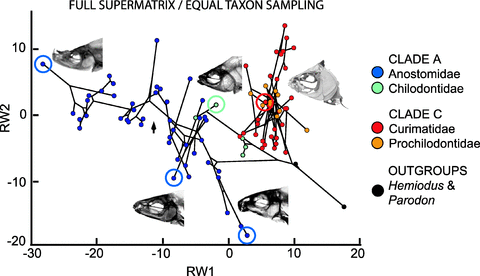 FULL SUPERMATRIX / EQUAL TAXON SAMPLING
10
0
-10
-20
RW2
-30
-20
-10
0
10
20
RW1
CLADE A
Anostomidae
Chilodontidae
CLADE C
Curimatidae
Prochilodontidae
OUTGROUPS
Hemiodus &
Parodon